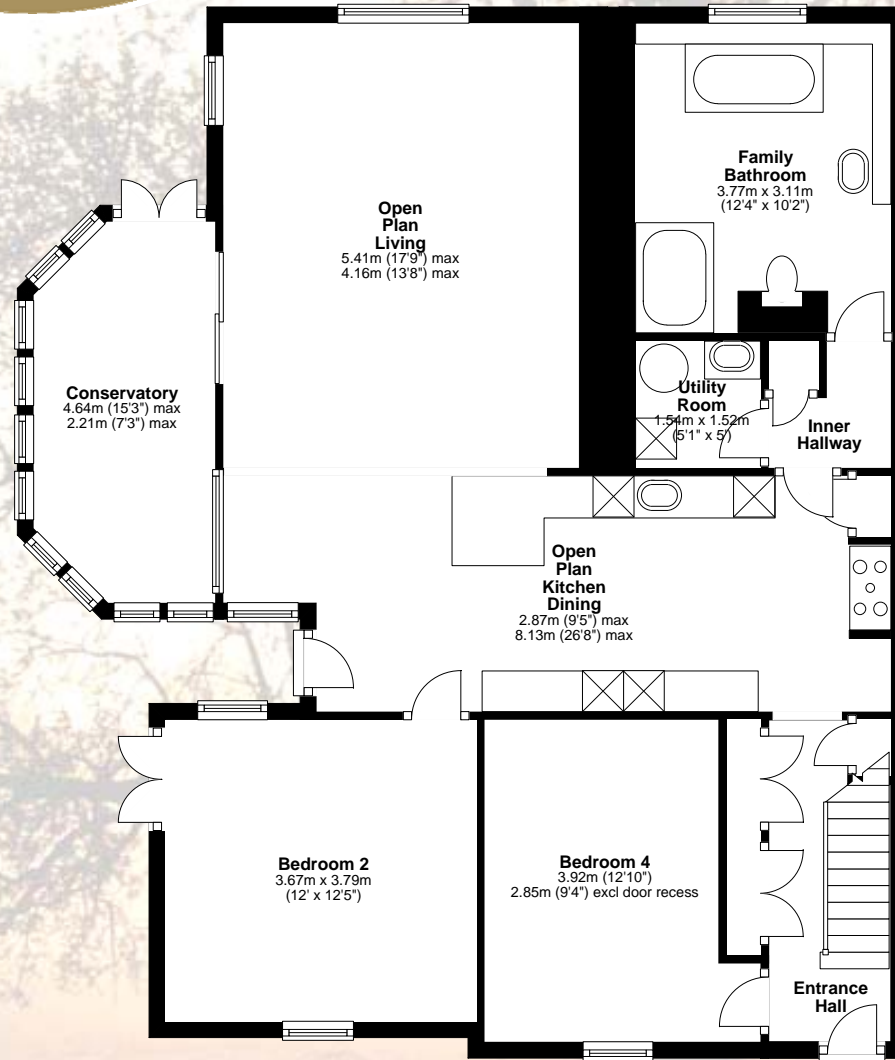 Family
Bathroom
3.77m x 3.11m
(12'4" x 10'2")
Open
Plan
Living
5.41m (17'9") max
4.16m (13'8") max
Conservatory
4.64m (15'3") max
2.21m (7'3") max
Utility
Room
1.54m x 1.52m
(5'1" x 5')
Inner
Hallway
Open
Plan
Kitchen
Dining
2.87m (9'5") max
8.13m (26'8") max
Bedroom 2
3.67m x 3.79m
(12' x 12'5")
Bedroom 4
3.92m (12'10")
2.85m (9'4") excl door recess
Entrance
Hall